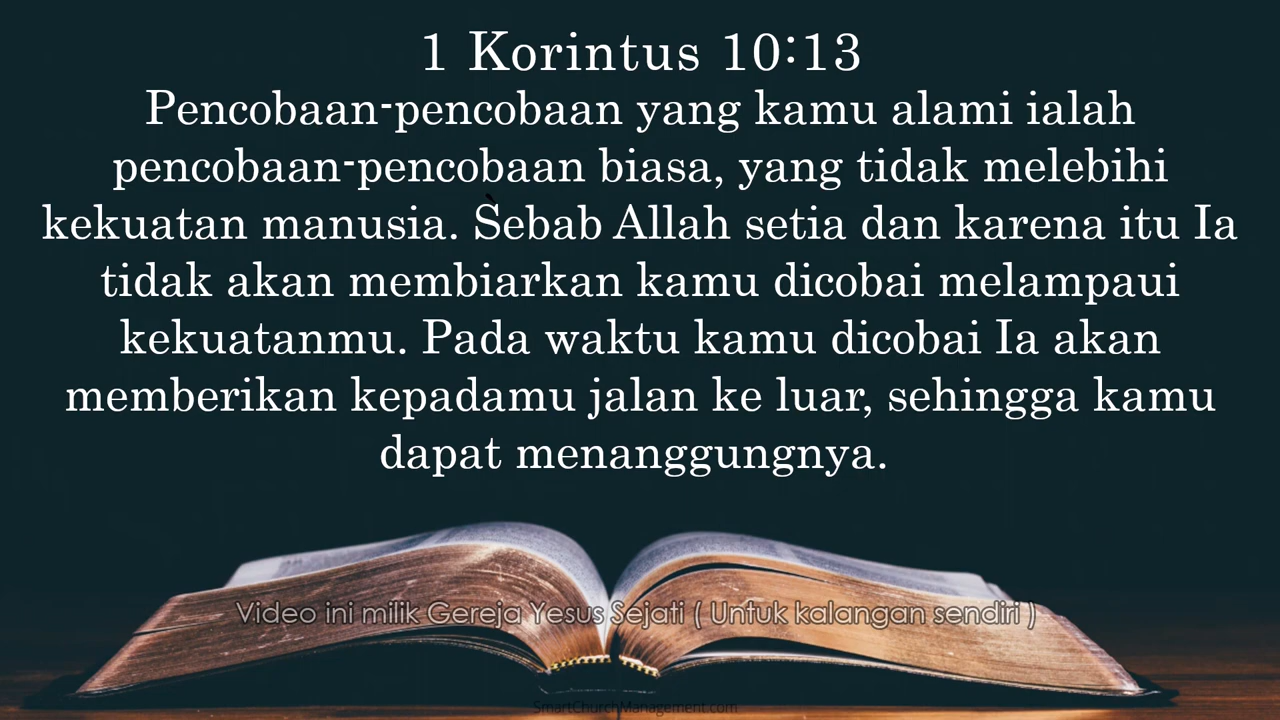 1 Korintus 10:13
Pencobaan-pencobaan yang kamu alami ialah
pencobaan-pencobaan biasa, yang tidak melebihi
kekuatan manusia. Sebab Allah setia dan karena itu Ia
tidak akan membiarkan kamu dicobai melampaui
kekuatanmu. Pada waktu kamu dicobai Ia akan
memberikan kepadamu jalan ke luar, sehingga kamu
dapat menanggungnya.
Video ini milik Gereja Yesus Sejati ( Untuk kalangan sendiri )
SmartChurchManagement.com